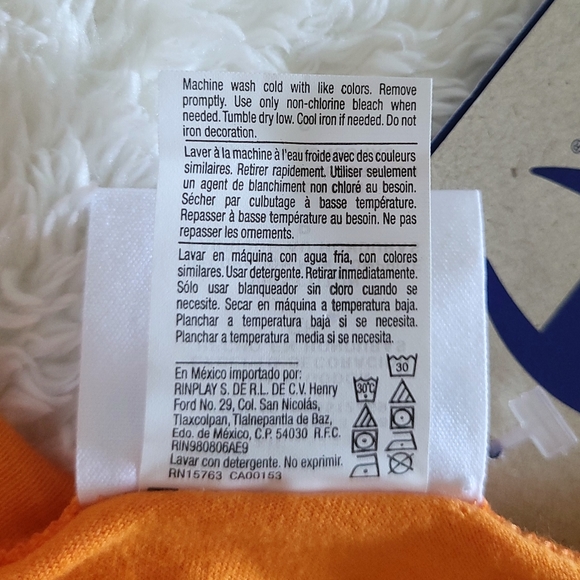 Machine wash cold with like colors. Remove
promptly. Use only non-chlorine bleach when
needed. Tumble dry low. Cool iron if needed. Do not
iron decoration.
Laver à la machine à l'eau froide avec des couleurs
similaires. Retirer rapidement. Utiliser seulement
un agent de blanchiment non chloré au besoin.
Sécher par culbutage à basse température.
Repasser à basse température au besoin. Ne pas
repasser les ornements.
Lavar en máquina con agua fría, con colores
similares. Usar detergente. Retirar inmediatamente.
Sólo usar blanqueador sin cloro cuando se
necesite. Secar en máquina a temperatura baja.
Planchar a temperatura baja si se necesita.
Planchar a temperatura media si se necesita.
En México importado por:
RINPLAY S. DE R.L. DE C.V. Henry
Ford No. 29, Col. San Nicolás,
Tlaxcolpan, Tlalnepantla de Baz,
Edo. de México, C.P. 54030 R.F.C.
RIN980806AE9
Lavar con detergente. No exprimir.
RN15763 CA00153
30°C
30